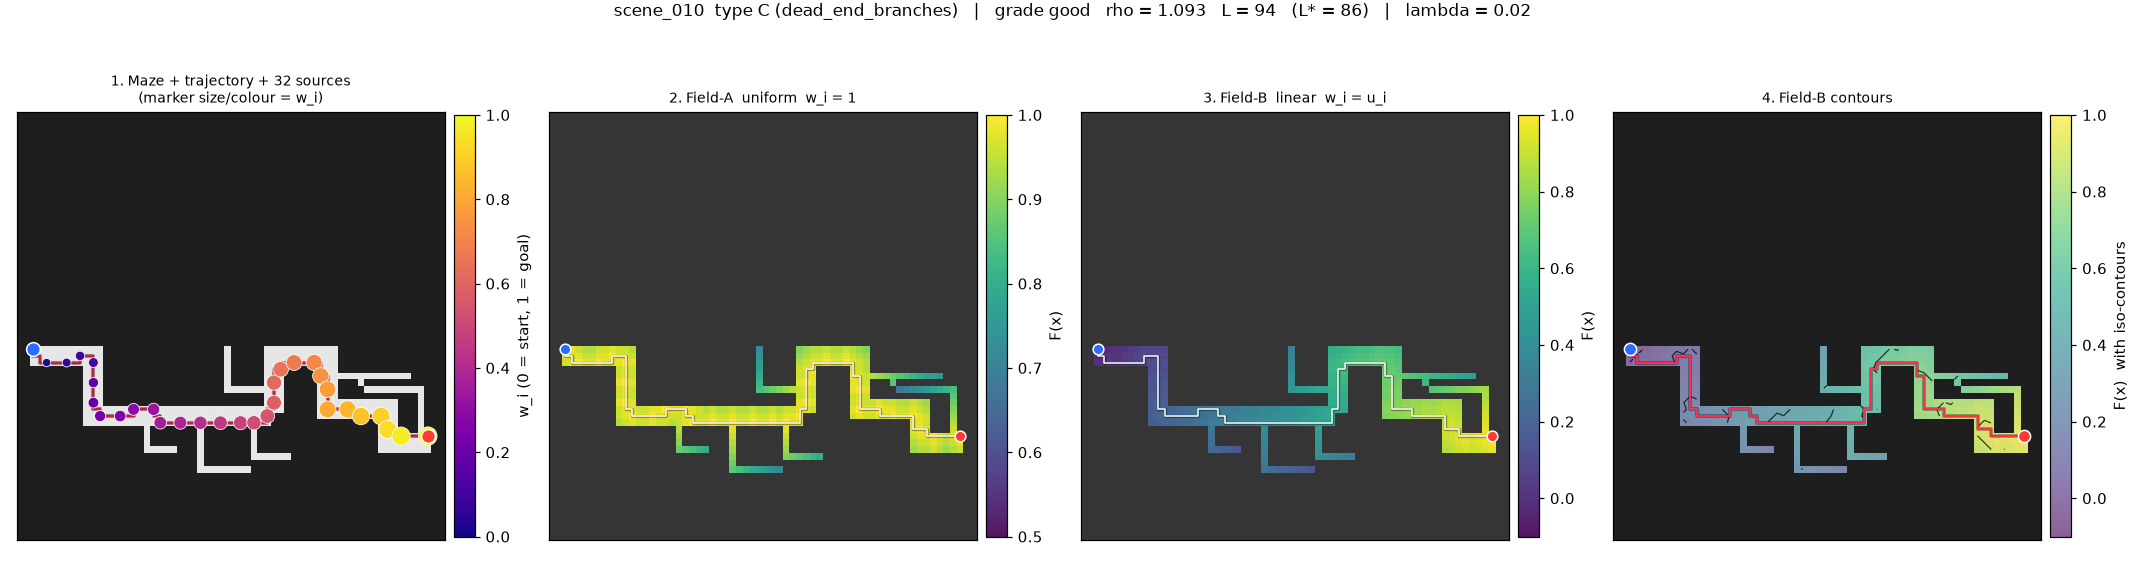 scene_010  type C (dead_end_branches)   |   grade good   rho = 1.093   L = 94   (L* = 86)   |   lambda = 0.02
1. Maze + trajectory + 32 sources
(marker size/colour = w_i)
1.0
0.8
0.6
0.4
0.2
0.0
w_i (0 = start, 1 = goal)
2. Field-A  uniform  w_i = 1
1.0
0.9
0.8
0.7
0.6
0.5
F(x)
3. Field-B  linear  w_i = u_i
1.0
0.8
0.6
0.4
0.2
0.0
F(x)
4. Field-B contours
1.0
0.8
0.6
0.4
0.2
0.0
F(x)  with iso-contours